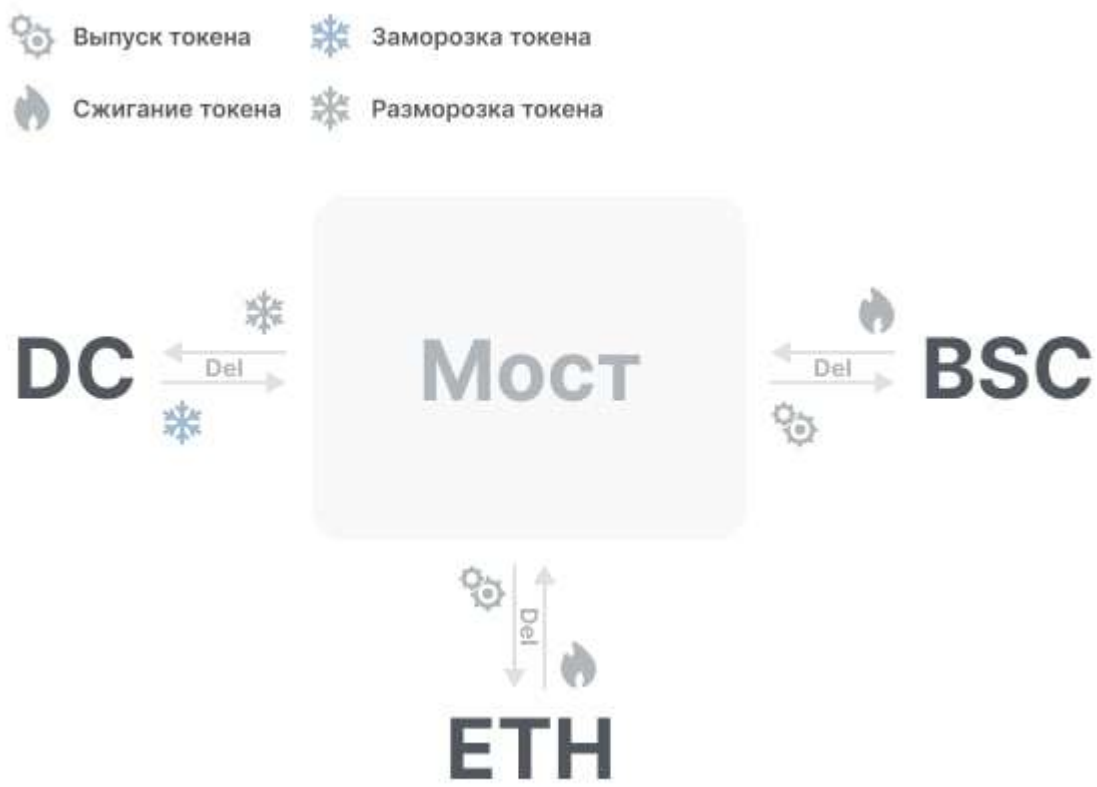 Выпуск токена
Заморозка токена
Сжигание токена
Разморозка токена
DC
Del
Мост
Del
BSC
Del
ETH